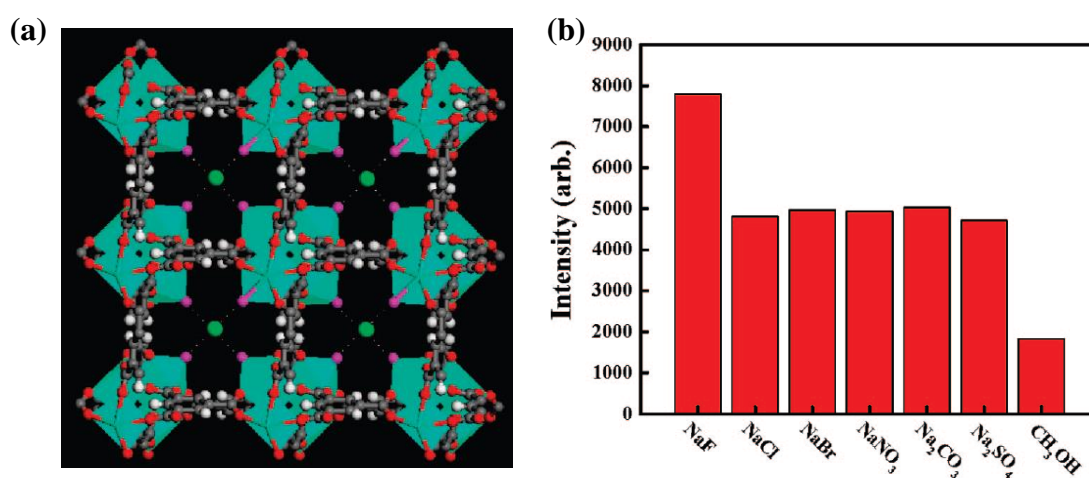 (a)
(b)
Intensity (arb.)
9000
8000
7000
6000
5000
4000
3000
2000
1000
0
NaF
NaCl
NaBr
NaNO₃
Na₂CO₃
Na₂SO₄
CH₃OH